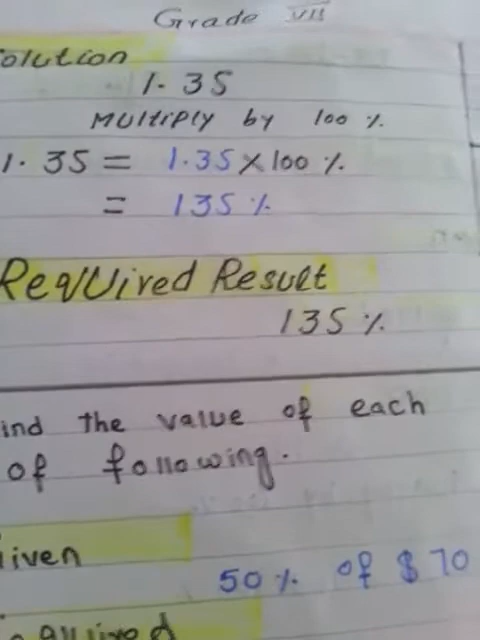 Grade VII
olution
1.35
Multiply by 100 %
1.35 = 1.35 x 100 %
= 135 %
Required Result
135 %
ind the value of each
of following.
iven
50 % of $ 70